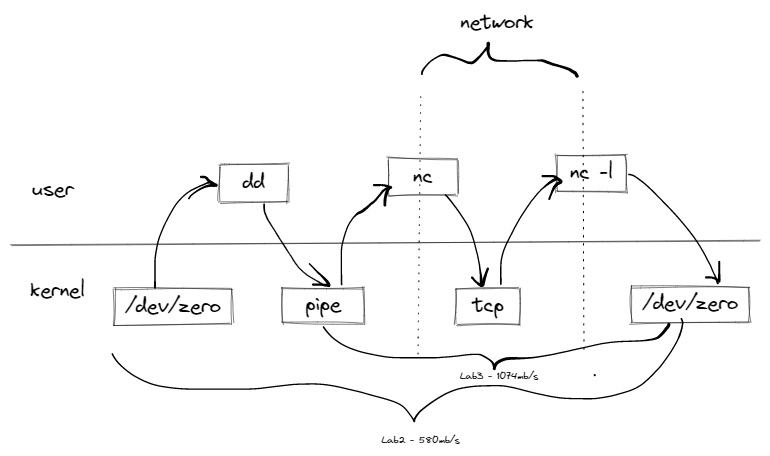 network
dd
nc
nc -l
user
kernel
/dev/zero
pipe
tcp
/dev/zero
Lab3 - 1074mb/s
Lab2 - 580mb/s